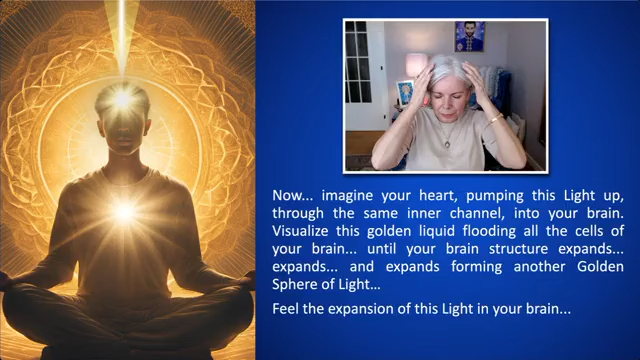 Now... imagine your heart, pumping this Light up,
through the same inner channel, into your brain.
Visualize this golden liquid flooding all the cells of
your brain... until your brain structure expands...
expands... and expands forming another Golden
Sphere of Light...
Feel the expansion of this Light in your brain...